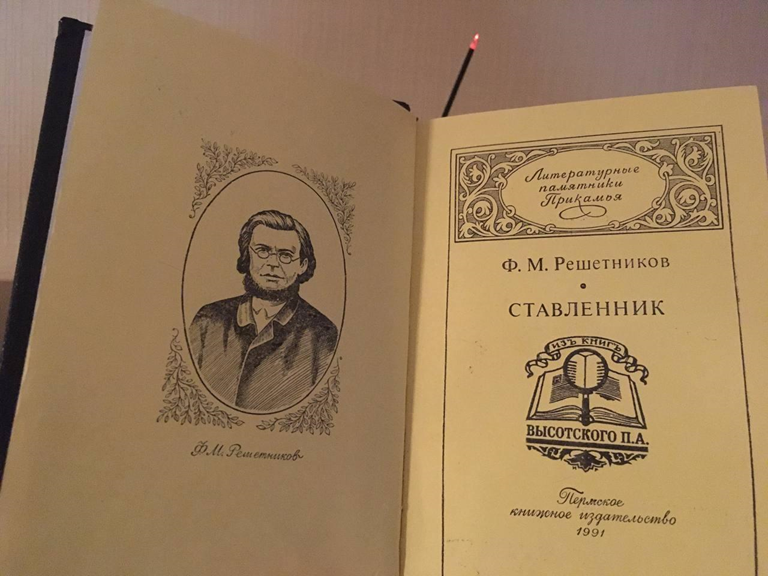 Ф.М. Решетников
Литературные
памятники
Прикамья
Ф. М. Решетников
СТАВЛЕННИК
ИЗЪ КНИГЪ
ВЫСОТСКОГО П.А.
Пермское
книжное издательство
1991